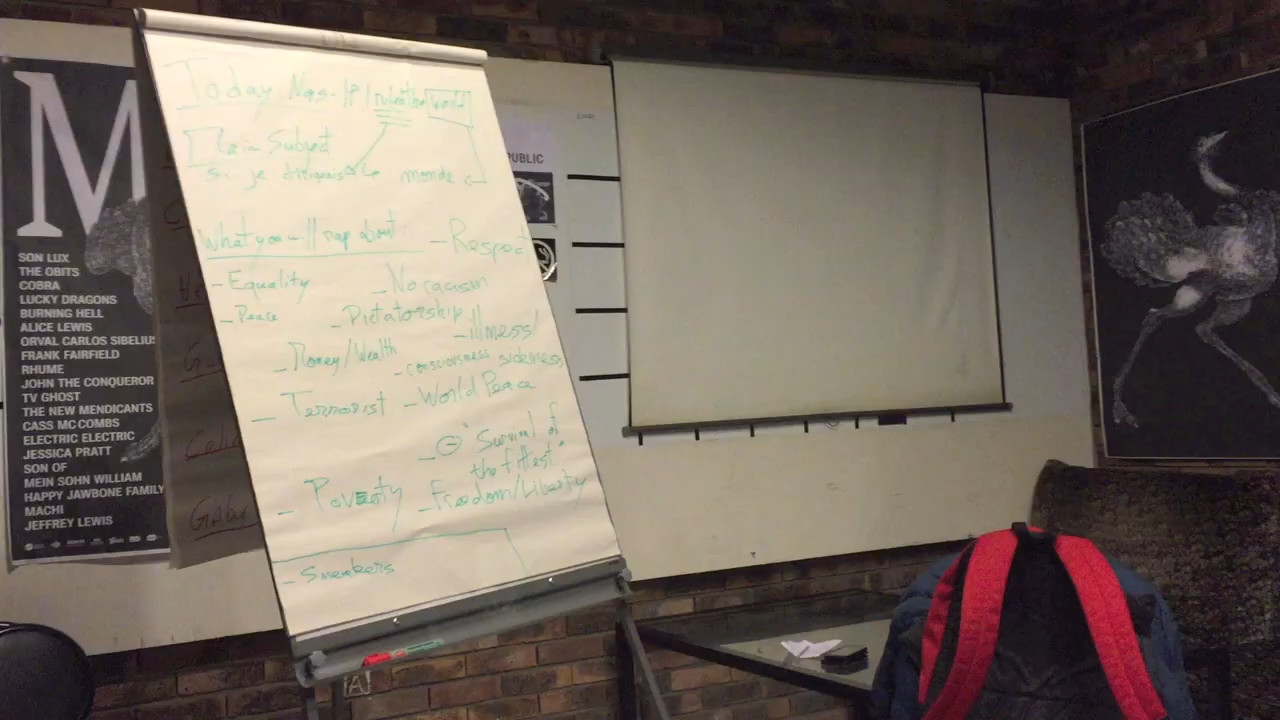 M
SON LUX
THE OBITS
COBRA
LUCKY DRAGONS
BURNING HELL
ALICE LEWIS
ORVAL CARLOS SIBELIUS
FRANK FAIRFIELD
RHUME
JOHN THE CONQUEROR
TV GHOST
THE NEW MENDICANTS
CASS MC COMBS
ELECTRIC ELECTRIC
JESSICA PRATT
SON OF
MEIN SOHN WILLIAM
HAPPY JAWBONE FAMILY
MACHI
JEFFREY LEWIS
Gaby
Today Nas - If I ruled the world
Main Subject
Si je dirigeais le monde
What you will rap about:
- Respect
- Equality - No racism
- Peace - Dictatorship
- illness/
sickness
- Money/Wealth - consciousness
- Terrorist - World Peace
- "Survival of
the fittest"
- Poverty - Freedom/Liberty
- Sneakers
PUBLIC
A